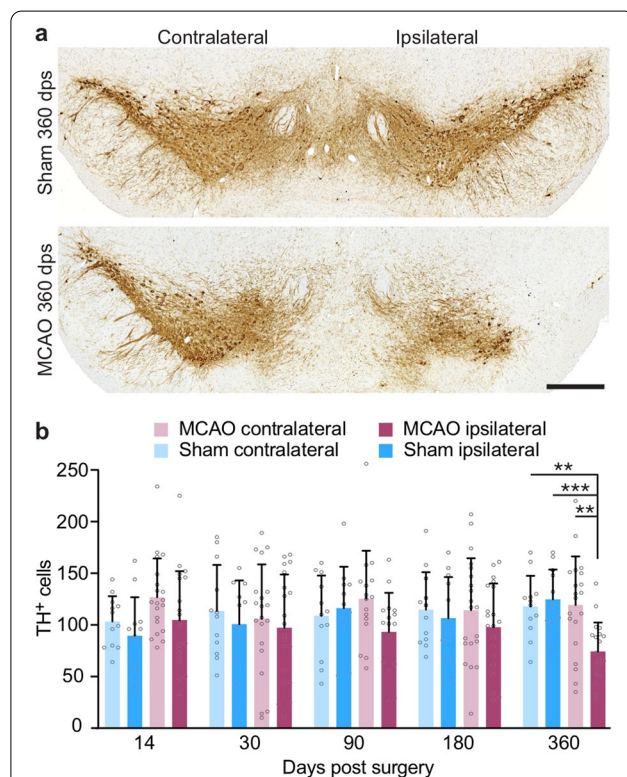 a
Contralateral Ipsilateral
Sham 360 dps
MCAO 360 dps
b
MCAO contralateral MCAO ipsilateral
Sham contralateral Sham ipsilateral
TH+ cells
250
200
150
100
50
0
**
***
**
14 30 90 180 360
Days post surgery